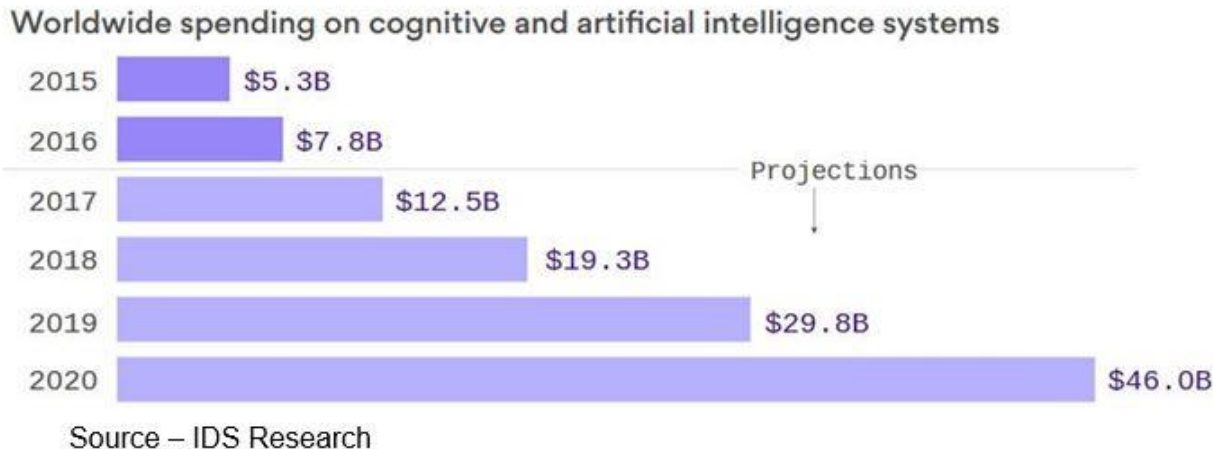 Worldwide spending on cognitive and artificial intelligence systems
2015 $5.3B
2016 $7.8B
Projections
2017 $12.5B
2018 $19.3B
2019 $29.8B
2020 $46.0B
Source – IDS Research